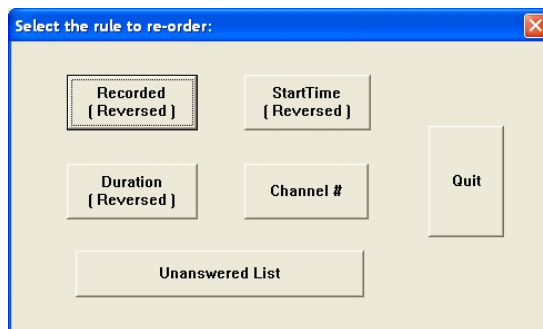 Select the rule to re-order:
Recorded
( Reversed )
StartTime
( Reversed )
Duration
( Reversed )
Channel #
Quit
Unanswered List